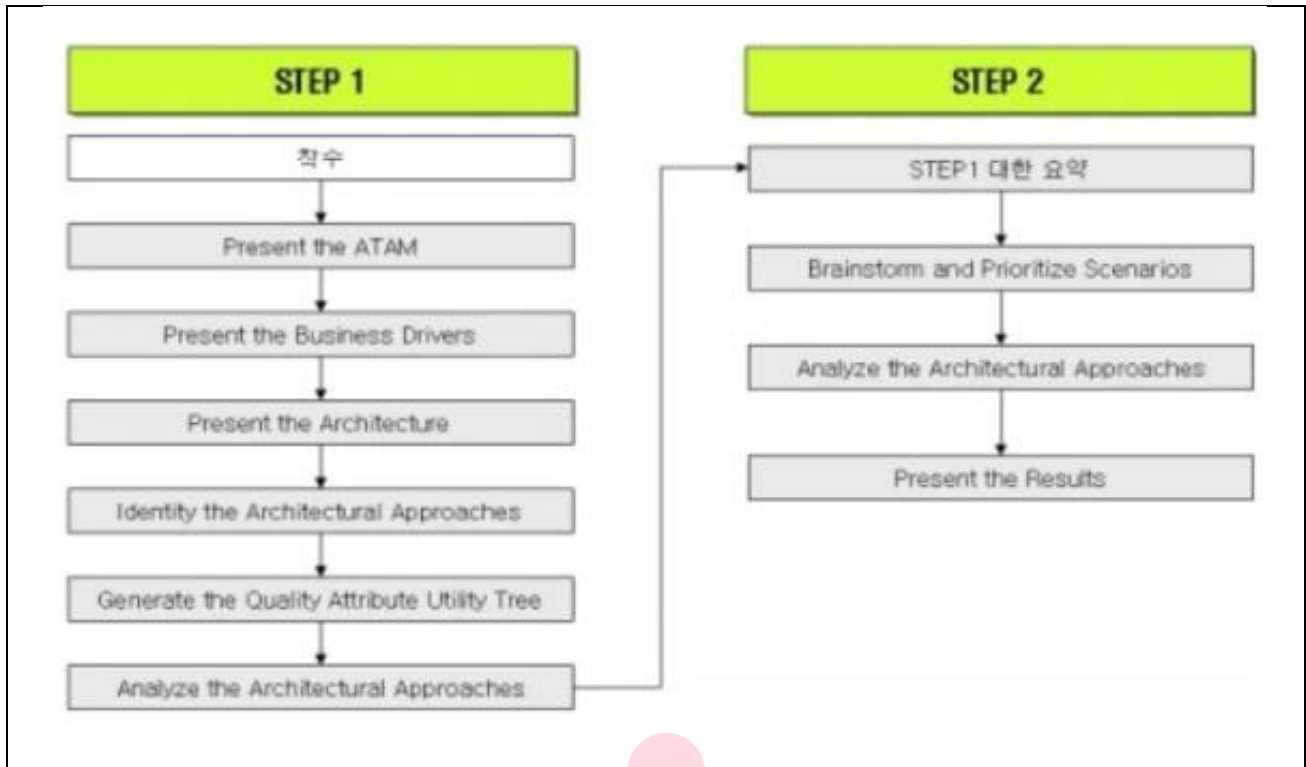 STEP 1
착수
Present the ATAM
Present the Business Drivers
Present the Architecture
Identity the Architectural Approaches
Generate the Quality Attribute Utility Tree
Analyze the Architectural Approaches
STEP 2
STEP1 대한 요약
Brainstorm and Prioritize Scenarios
Analyze the Architectural Approaches
Present the Results